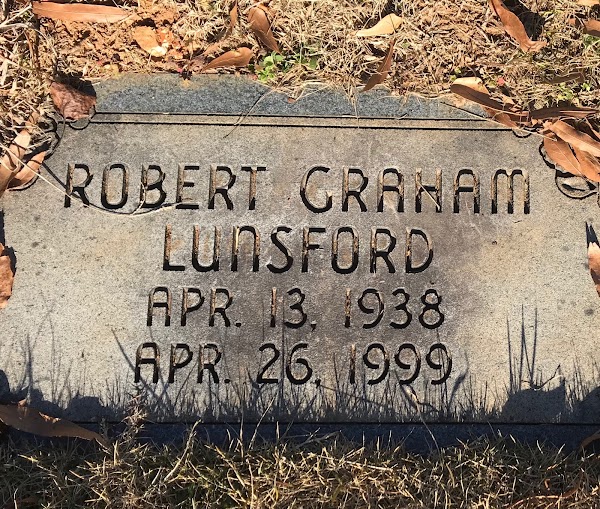 ROBERT GRAHAM
LUNSFORD
APR. 13, 1938
APR. 26, 1999